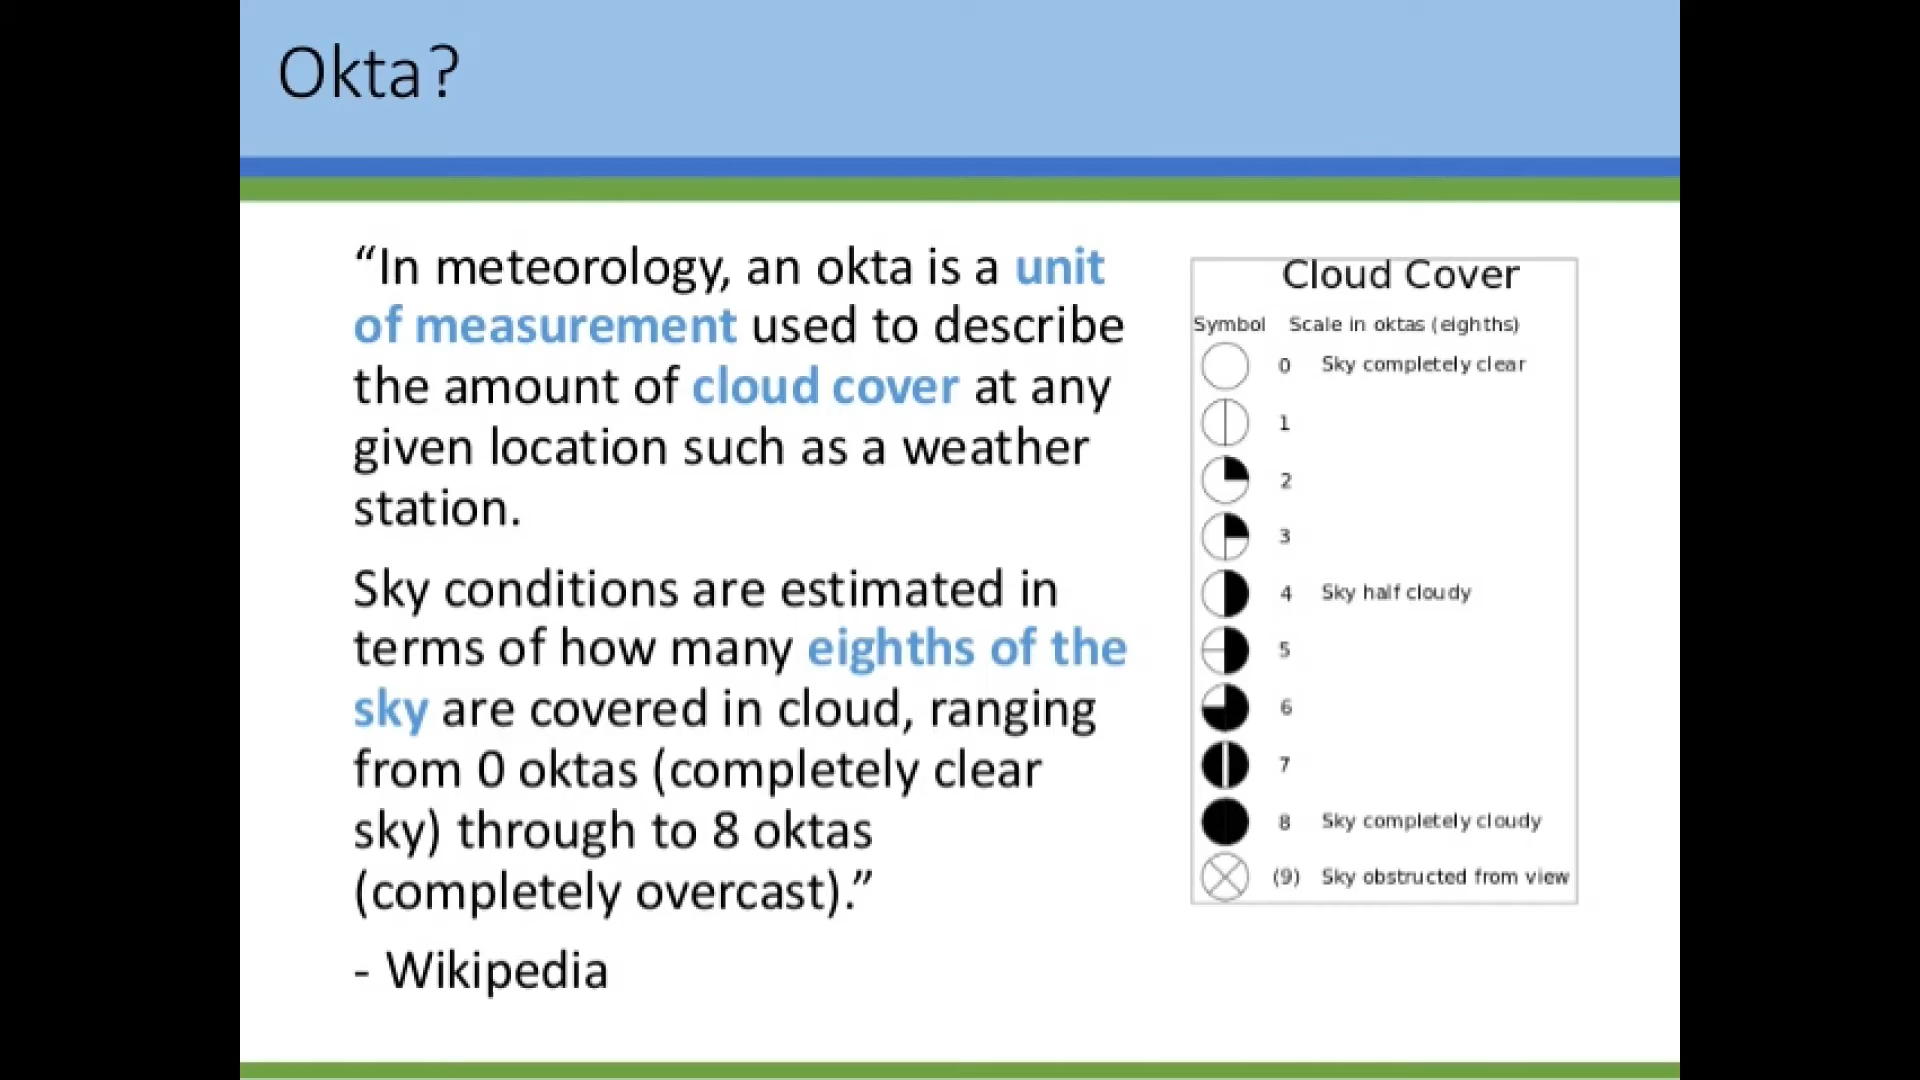 Okta?
“In meteorology, an okta is a unit
of measurement used to describe
the amount of cloud cover at any
given location such as a weather
station.
Sky conditions are estimated in
terms of how many eighths of the
sky are covered in cloud, ranging
from 0 oktas (completely clear
sky) through to 8 oktas
(completely overcast).”
- Wikipedia
Cloud Cover
Symbol Scale in oktas (eighths)
0 Sky completely clear
1
2
3
4 Sky half cloudy
5
6
7
8 Sky completely cloudy
(9) Sky obstructed from view